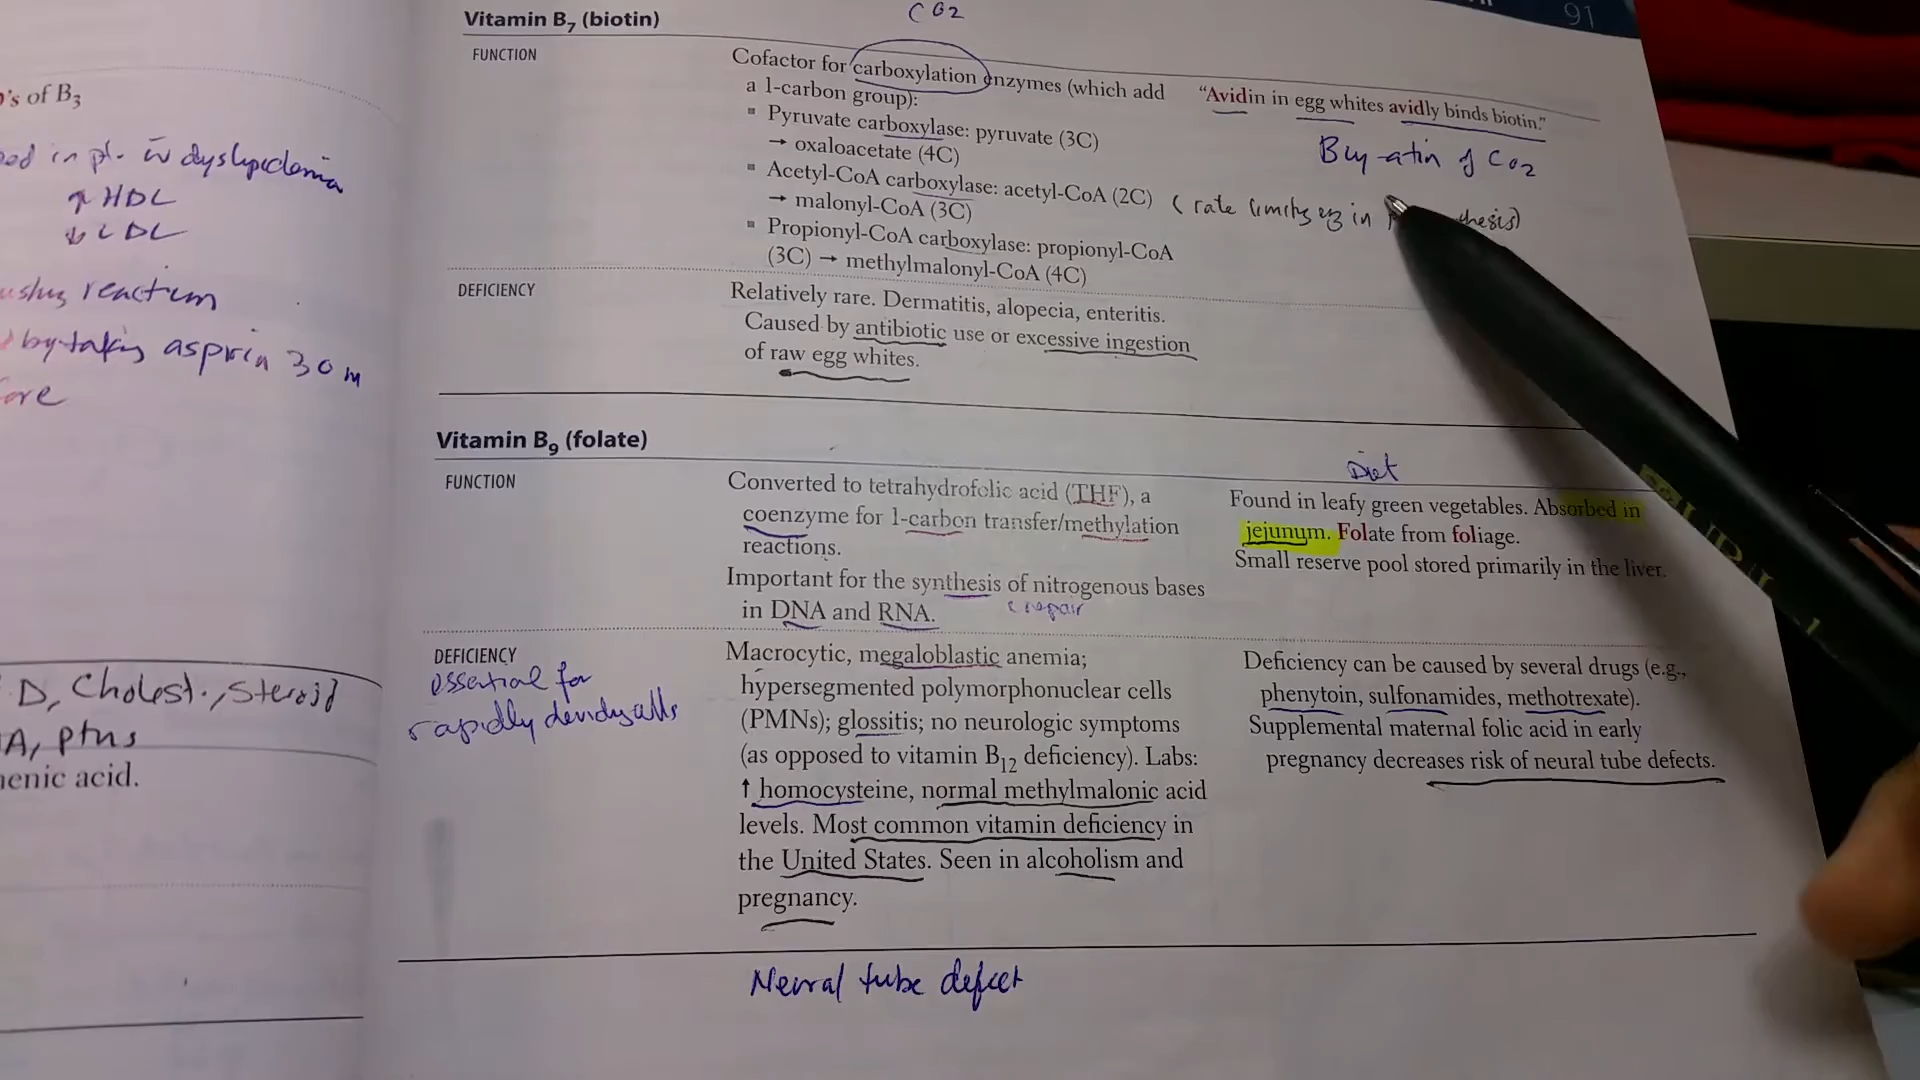 91
CO2
Vitamin B7 (biotin)
FUNCTION
Cofactor for carboxylation enzymes (which add
a 1-carbon group):
▪ Pyruvate carboxylase: pyruvate (3C)
→ oxaloacetate (4C)
▪ Acetyl-CoA carboxylase: acetyl-CoA (2C)
→ malonyl-CoA (3C)
▪ Propionyl-CoA carboxylase: propionyl-CoA
(3C) → methylmalonyl-CoA (4C)
"Avidin in egg whites avidly binds biotin."
of CO2
(rate in
DEFICIENCY
Relatively rare. Dermatitis, alopecia, enteritis.
Caused by antibiotic use or excessive ingestion
of raw egg whites.
Vitamin B9 (folate)
FUNCTION
Converted to tetrahydrofolic acid (THF), a
coenzyme for 1-carbon transfer/methylation
reactions.
Important for the synthesis of nitrogenous bases
in DNA and RNA.
repair
Diet
Found in leafy green vegetables. Absorbed in
jejunum. Folate from foliage.
Small reserve pool stored primarily in the liver.
DEFICIENCY
essential for
rapidly
Macrocytic, megaloblastic anemia;
hypersegmented polymorphonuclear cells
(PMNs); glossitis; no neurologic symptoms
(as opposed to vitamin B12 deficiency). Labs:
↑ homocysteine, normal methylmalonic acid
levels. Most common vitamin deficiency in
the United States. Seen in alcoholism and
pregnancy.
Deficiency can be caused by several drugs (e.g.,
phenytoin, sulfonamides, methotrexate).
Supplemental maternal folic acid in early
pregnancy decreases risk of neural tube defects.
Neural tube defect
's of B3
in pt. dyslipidemia
↑ HDL
↓ LDL
reaction
by taking aspirin 30 m
D, Cholest., Steroid
A, ptns
enic acid.